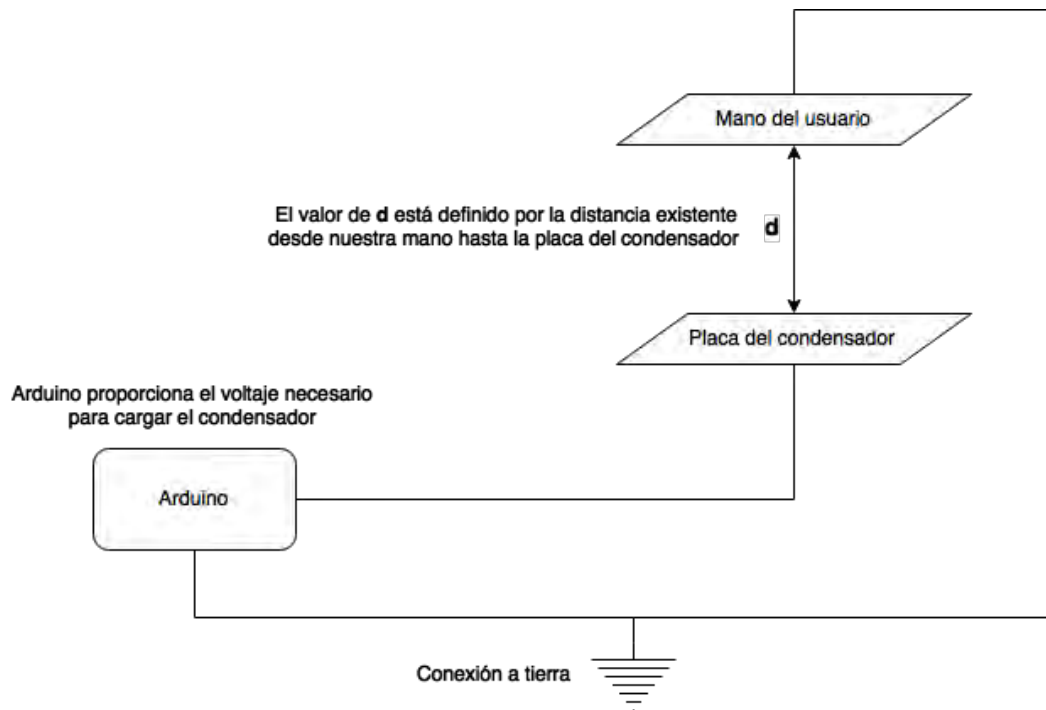 Mano del usuario
El valor de d está definido por la distancia existente
desde nuestra mano hasta la placa del condensador
d
Placa del condensador
Arduino proporciona el voltaje necesario
para cargar el condensador
Arduino
Conexión a tierra